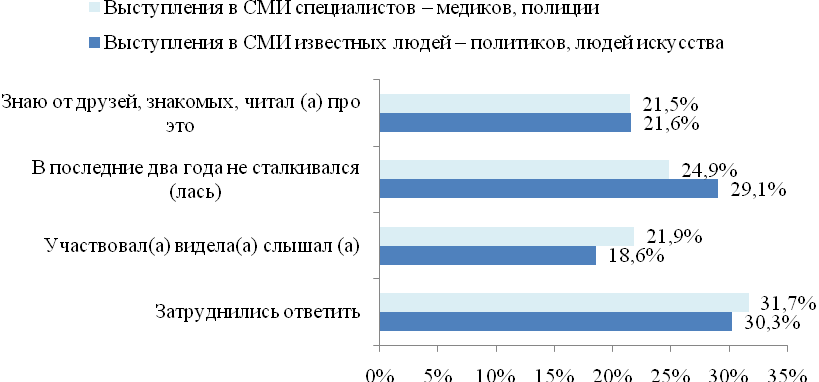 Выступления в СМИ специалистов – медиков, полиции
Выступления в СМИ известных людей – политиков, людей искусства
Знаю от друзей, знакомых, читал (а) про
это
21,5%
21,6%
В последние два года не сталкивался
(лась)
24,9%
29,1%
Участвовал(а) видела(а) слышал (а)
21,9%
18,6%
Затруднились ответить
31,7%
30,3%
0% 5% 10% 15% 20% 25% 30% 35%